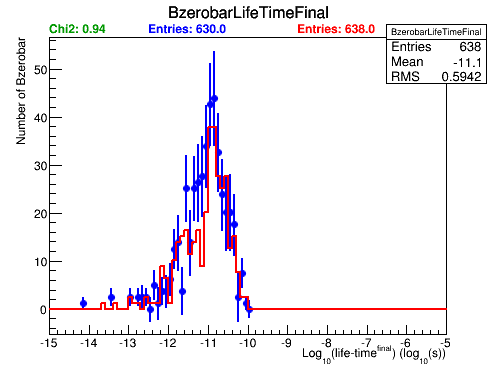 BzerobarLifeTimeFinal
Chi2: 0.94 Entries: 630.0 Entries: 638.0
BzerobarLifeTimeFinal
Entries 638
Mean -11.1
RMS 0.5942
Number of Bzerobar
50
40
30
20
10
0
-15 -14 -13 -12 -11 -10 -9 -8 -7 -6 -5
Log10(life-time^final) (log10(s))